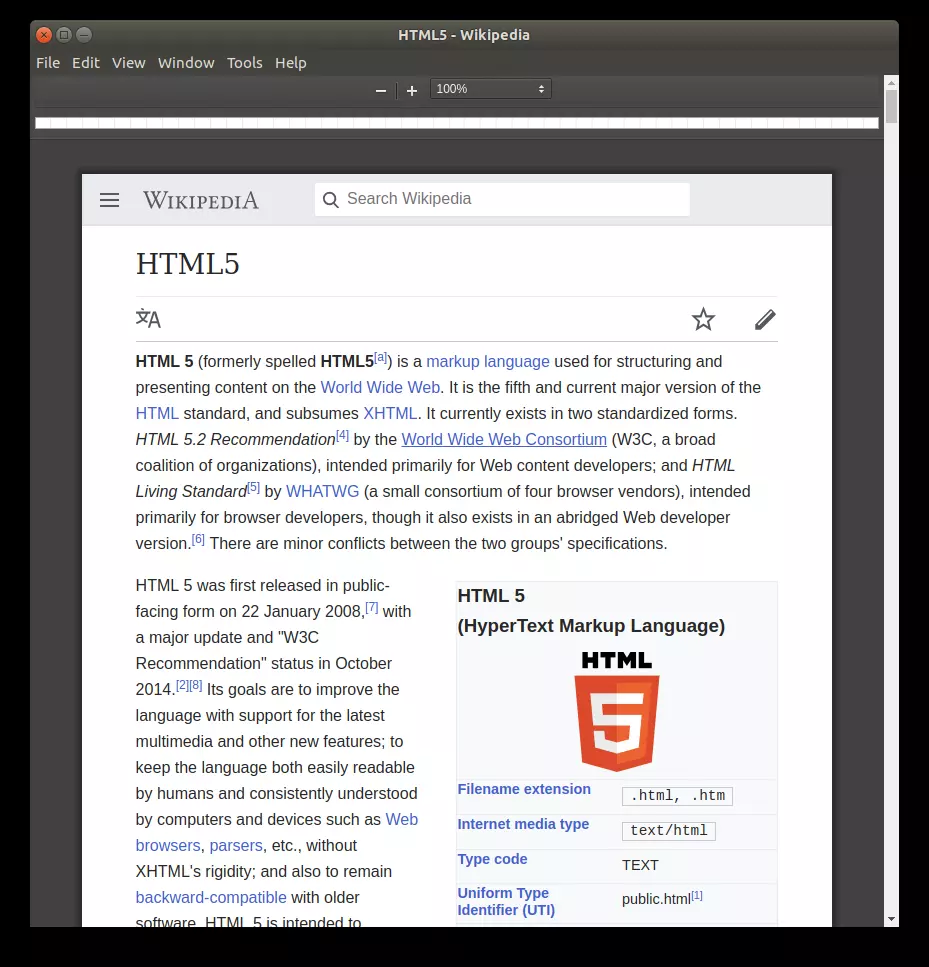 HTML5 - Wikipedia
File Edit View Window Tools Help
100%
WIKIPEDIA
Search Wikipedia
HTML5
文A
HTML 5 (formerly spelled HTML5[a]) is a markup language used for structuring and
presenting content on the World Wide Web. It is the fifth and current major version of the
HTML standard, and subsumes XHTML. It currently exists in two standardized forms.
HTML 5.2 Recommendation[4] by the World Wide Web Consortium (W3C, a broad
coalition of organizations), intended primarily for Web content developers; and HTML
Living Standard[5] by WHATWG (a small consortium of four browser vendors), intended
primarily for browser developers, though it also exists in an abridged Web developer
version.[6] There are minor conflicts between the two groups' specifications.
HTML 5 was first released in public-
facing form on 22 January 2008,[7] with
a major update and "W3C
Recommendation" status in October
2014.[2][8] Its goals are to improve the
language with support for the latest
multimedia and other new features; to
keep the language both easily readable
by humans and consistently understood
by computers and devices such as Web
browsers, parsers, etc., without
XHTML's rigidity; and also to remain
backward-compatible with older
software. HTML 5 is intended to
HTML 5
(HyperText Markup Language)
HTML
5
Filename extension .html, .htm
Internet media type text/html
Type code TEXT
Uniform Type
Identifier (UTI) public.html[1]